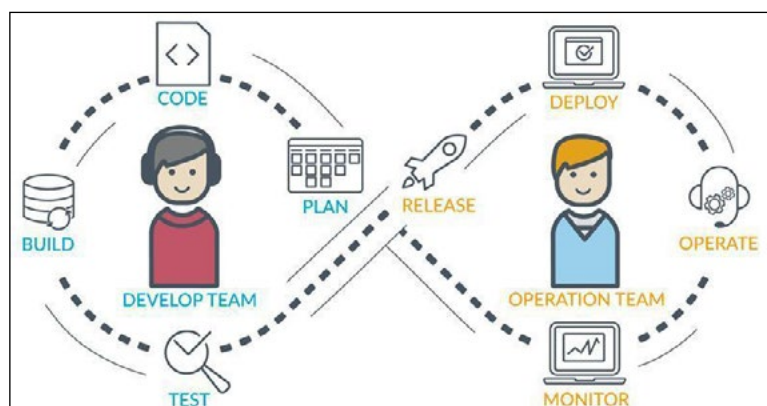 CODE
DEPLOY
PLAN
RELEASE
BUILD
OPERATE
DEVELOP TEAM
OPERATION TEAM
TEST
MONITOR